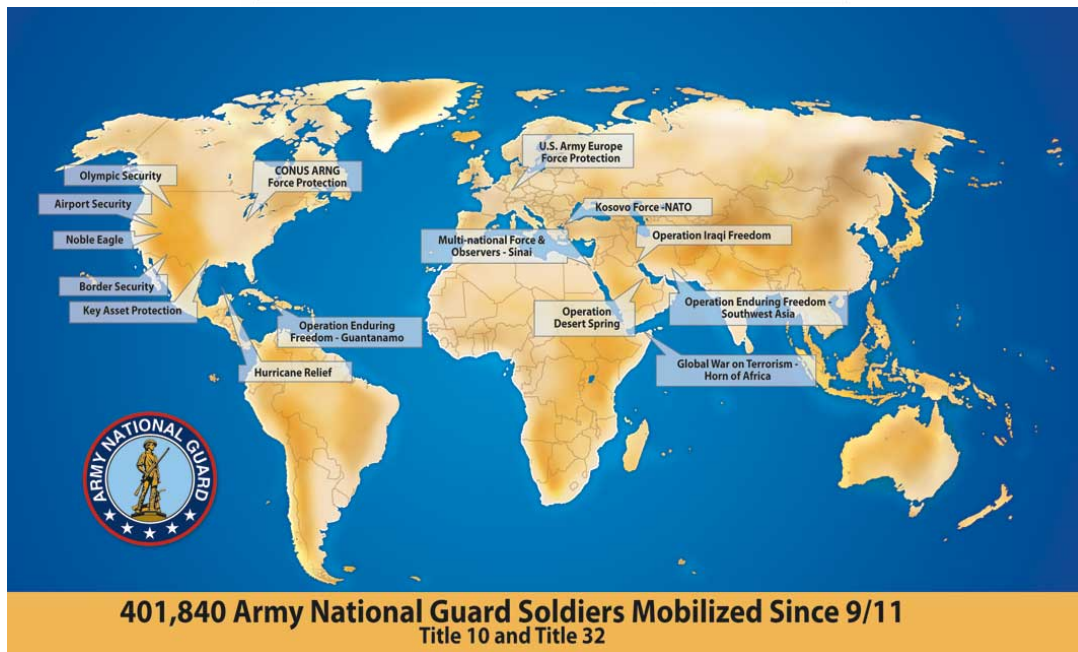 U.S. Army Europe
Force Protection
Olympic Security
CONUS ARNG
Force Protection
Airport Security
Kosovo Force -NATO
Noble Eagle
Multi-national Force &
Observers - Sinai
Operation Iraqi Freedom
Border Security
Key Asset Protection
Operation Enduring
Freedom - Guantanamo
Operation
Desert Spring
Operation Enduring Freedom -
Southwest Asia
Hurricane Relief
Global War on Terrorism -
Horn of Africa
ARMY NATIONAL GUARD
401,840 Army National Guard Soldiers Mobilized Since 9/11
Title 10 and Title 32